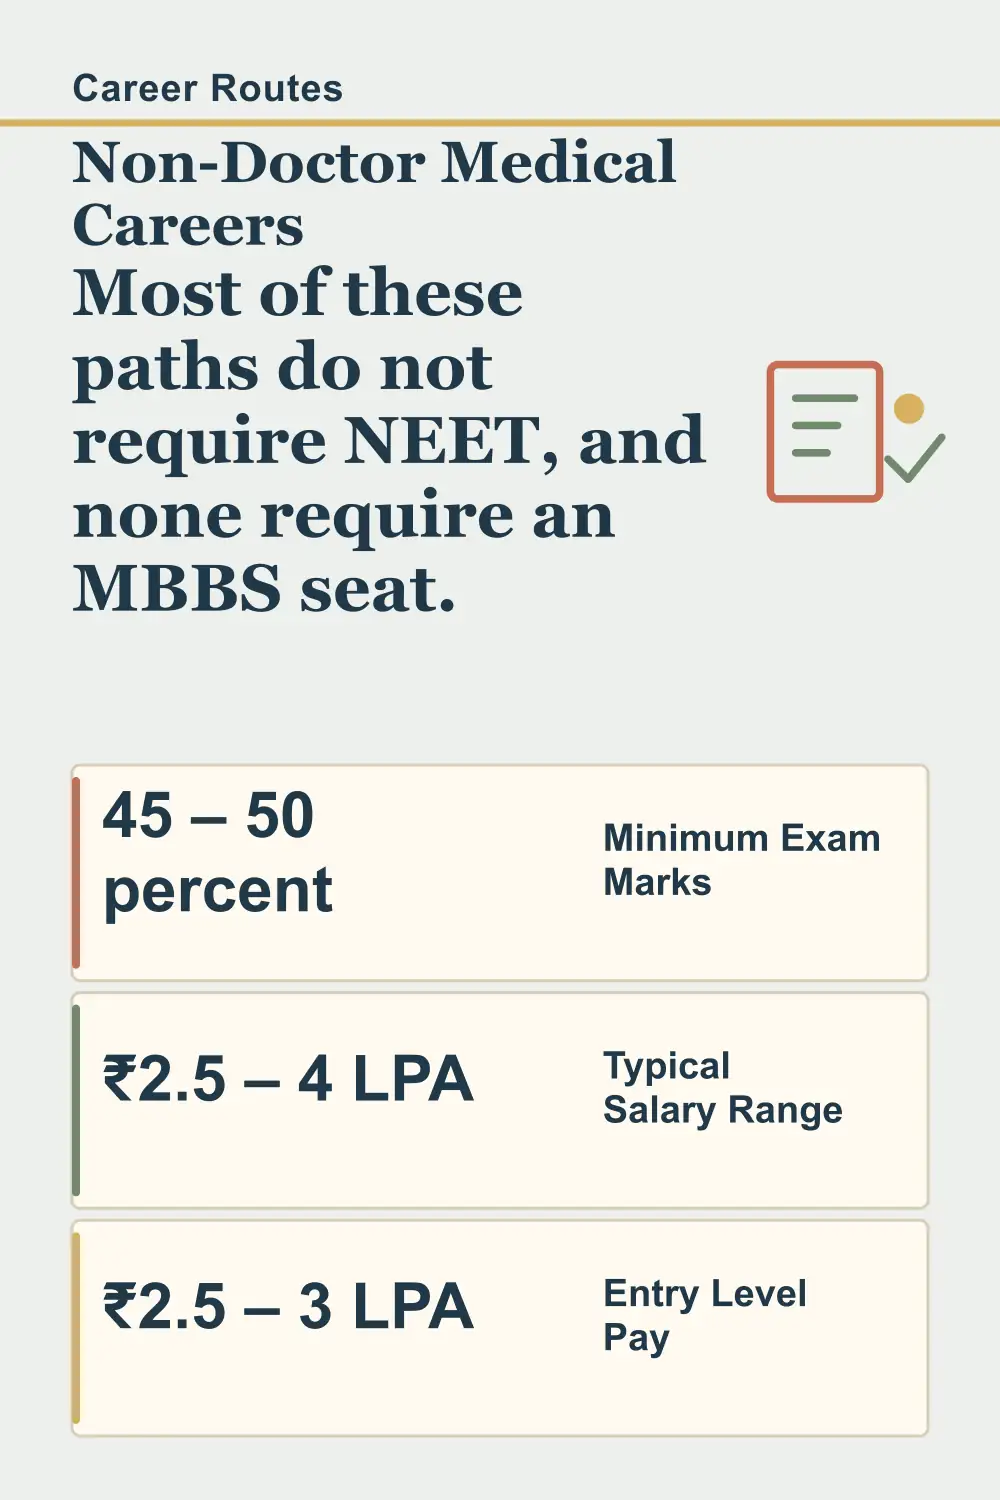 Career Routes
Non-Doctor Medical
Careers
Most of these
paths do not
require NEET, and
none require an
MBBS seat.
45 – 50
percent
Minimum Exam
Marks
₹2.5 – 4 LPA
Typical
Salary Range
₹2.5 – 3 LPA
Entry Level
Pay